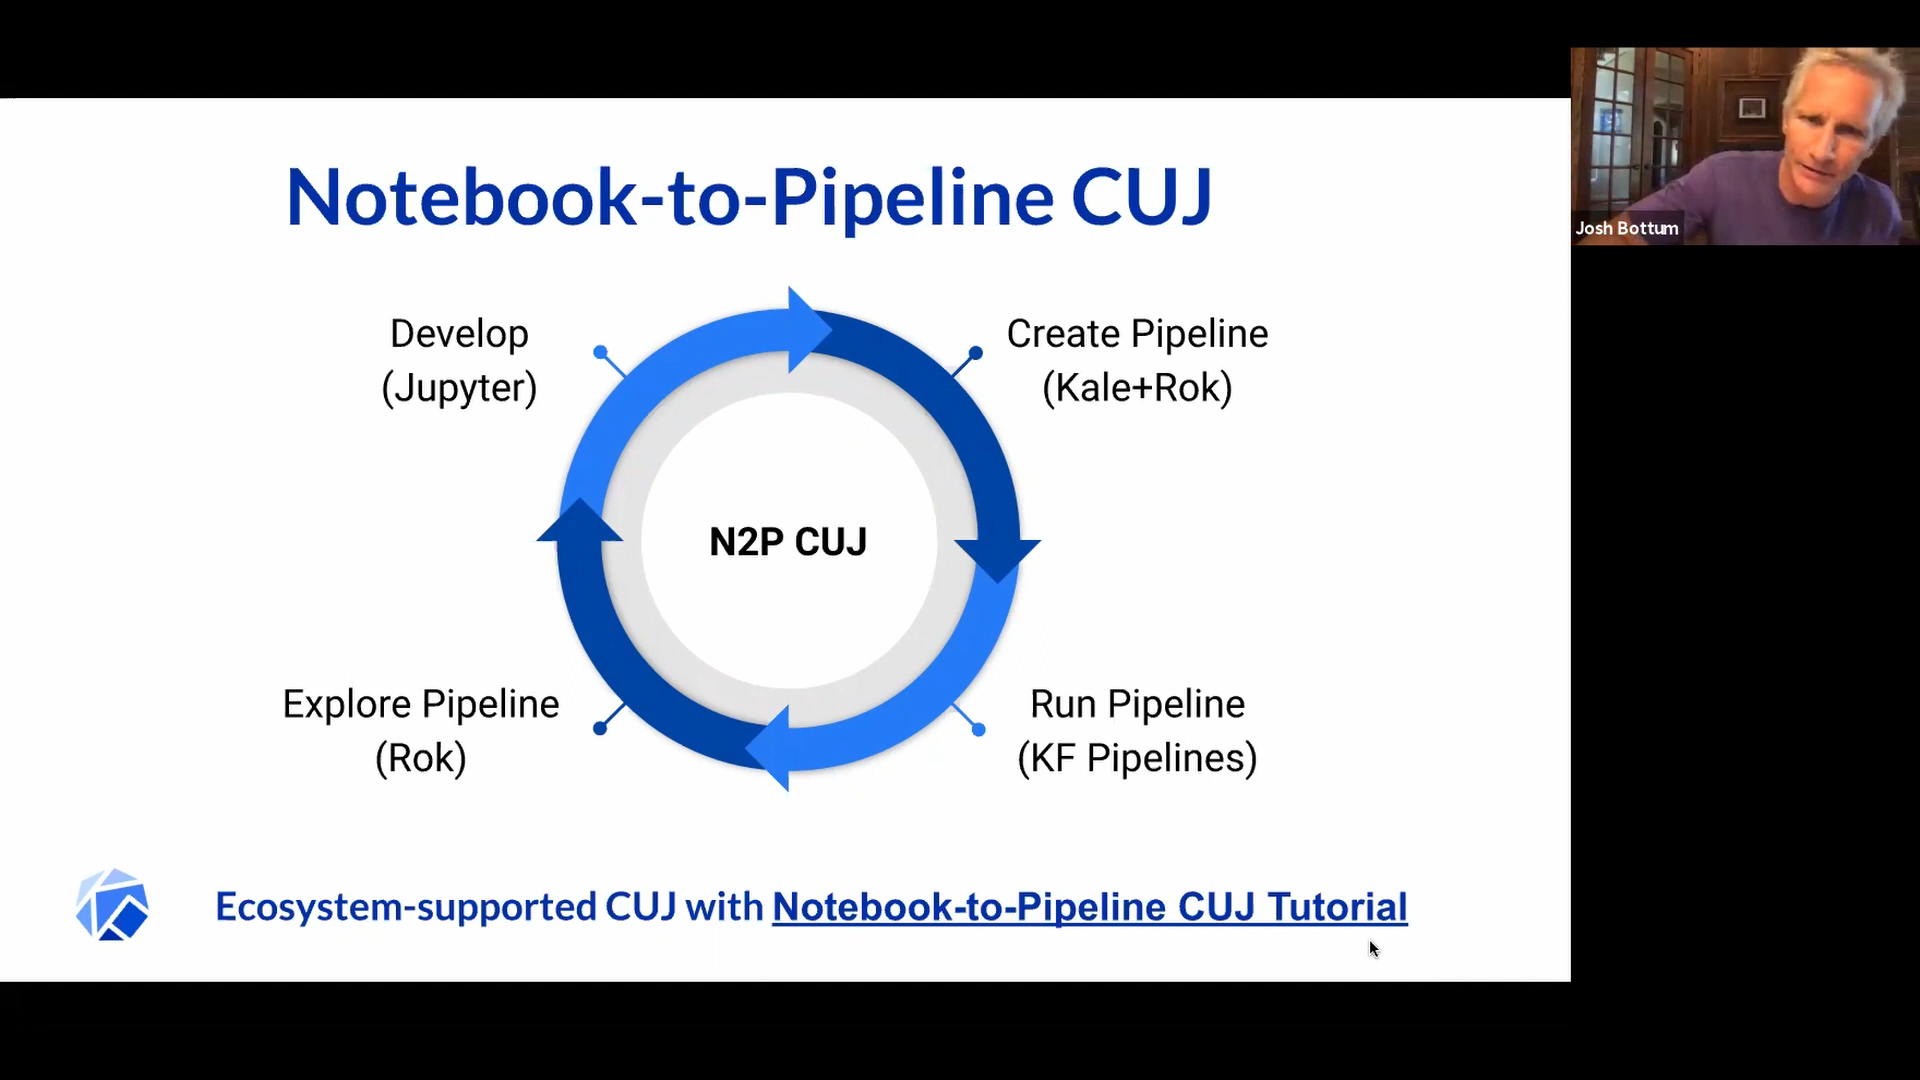 Notebook-to-Pipeline CUJ
Josh Bottum
Develop
(Jupyter)
Create Pipeline
(Kale+Rok)
N2P CUJ
Explore Pipeline
(Rok)
Run Pipeline
(KF Pipelines)
Ecosystem-supported CUJ with Notebook-to-Pipeline CUJ Tutorial